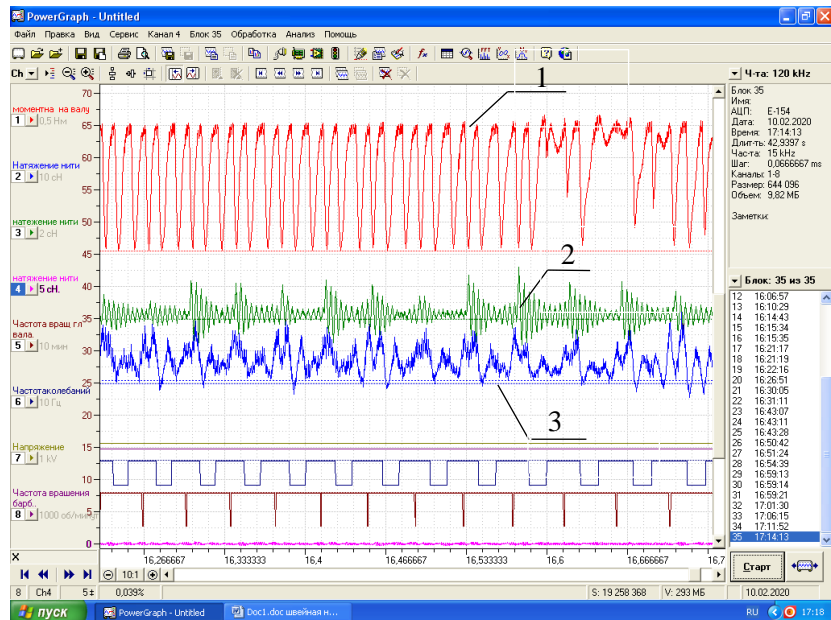 PowerGraph - Untitled
Файл Правка Вид Сервис Канал 4 Блок 35 Обработка Анализ Помощь
Ch
Ч-та: 120 kHz
моментна на валу
1 0,5 Нм
Натяжение нити
2 10 сН
натежение нити
3 2 сН
натяжение нити
4 5 сН.
Частота вращ гл
вала.
5 10 мин
Частотаколебаний
6 10 Гц
Напряжение
7 1 kV
Частота врашения
барб..
8 1000 об/минут
70
65
60
55
50
45
40
35
30
25
20
15
10
5
0
1
2
3
Блок 35
Имя:
АЦП: E-154
Дата: 10.02.2020
Время: 17:14:13
Длит-ть: 42,9397 s
Час-та: 15 kHz
Шаг: 0,0666667 ms
Каналы: 1-8
Размер: 644 096
Объем: 9,82 МБ
Заметки:
Блок: 35 из 35
12 16:06:57
13 16:10:29
14 16:14:43
15 16:15:34
16 16:15:35
17 16:21:17
18 16:21:19
19 16:22:16
20 16:26:51
21 16:30:05
22 16:31:11
23 16:43:07
24 16:43:11
25 16:43:28
26 16:50:42
27 16:51:24
28 16:54:39
29 16:59:13
30 16:59:14
31 16:59:21
32 17:01:30
33 17:06:15
34 17:11:52
35 17:14:13
X 16,266667 16,333333 16,4 16,466667 16,533333 16,6 16,666667 16,7
10:1
Старт
8 Ch4 5± 0,039% S: 19 258 368 V: 293 МБ 10.02.2020
пуск PowerGraph - Untitled Doc1.doc швейная н... RU 17:18